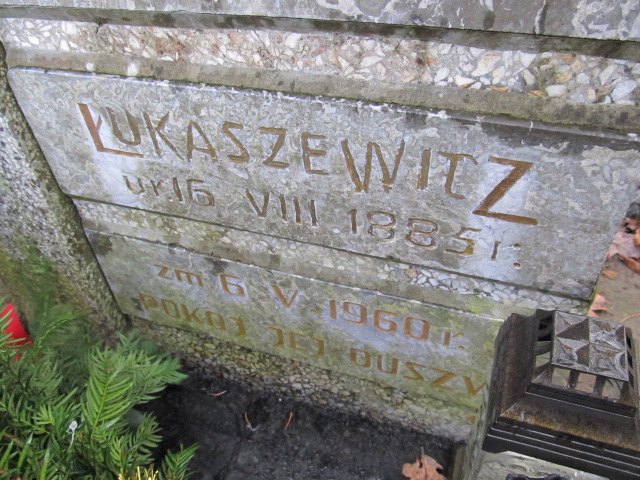 ŁUKASZEWITZ
ur 16 VIII 1885 r.
zm 6 V 1960 r.
POKÓJ JEJ DUSZY